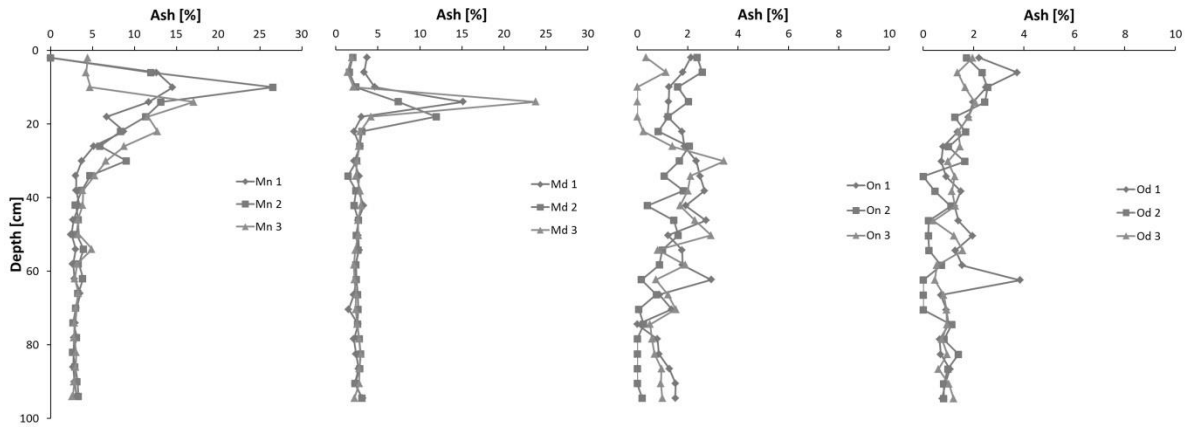 Ash [%] Ash [%] Ash [%] Ash [%]
0 5 10 15 20 25 30 0 5 10 15 20 25 30 0 2 4 6 8 10 0 2 4 6 8 10
0
20
Mn 1 Md 1 On 1 Od 1
Mn 2 Md 2 On 2 Od 2
Mn 3 Md 3 On 3 Od 3
40
Depth [cm]
60
80
100